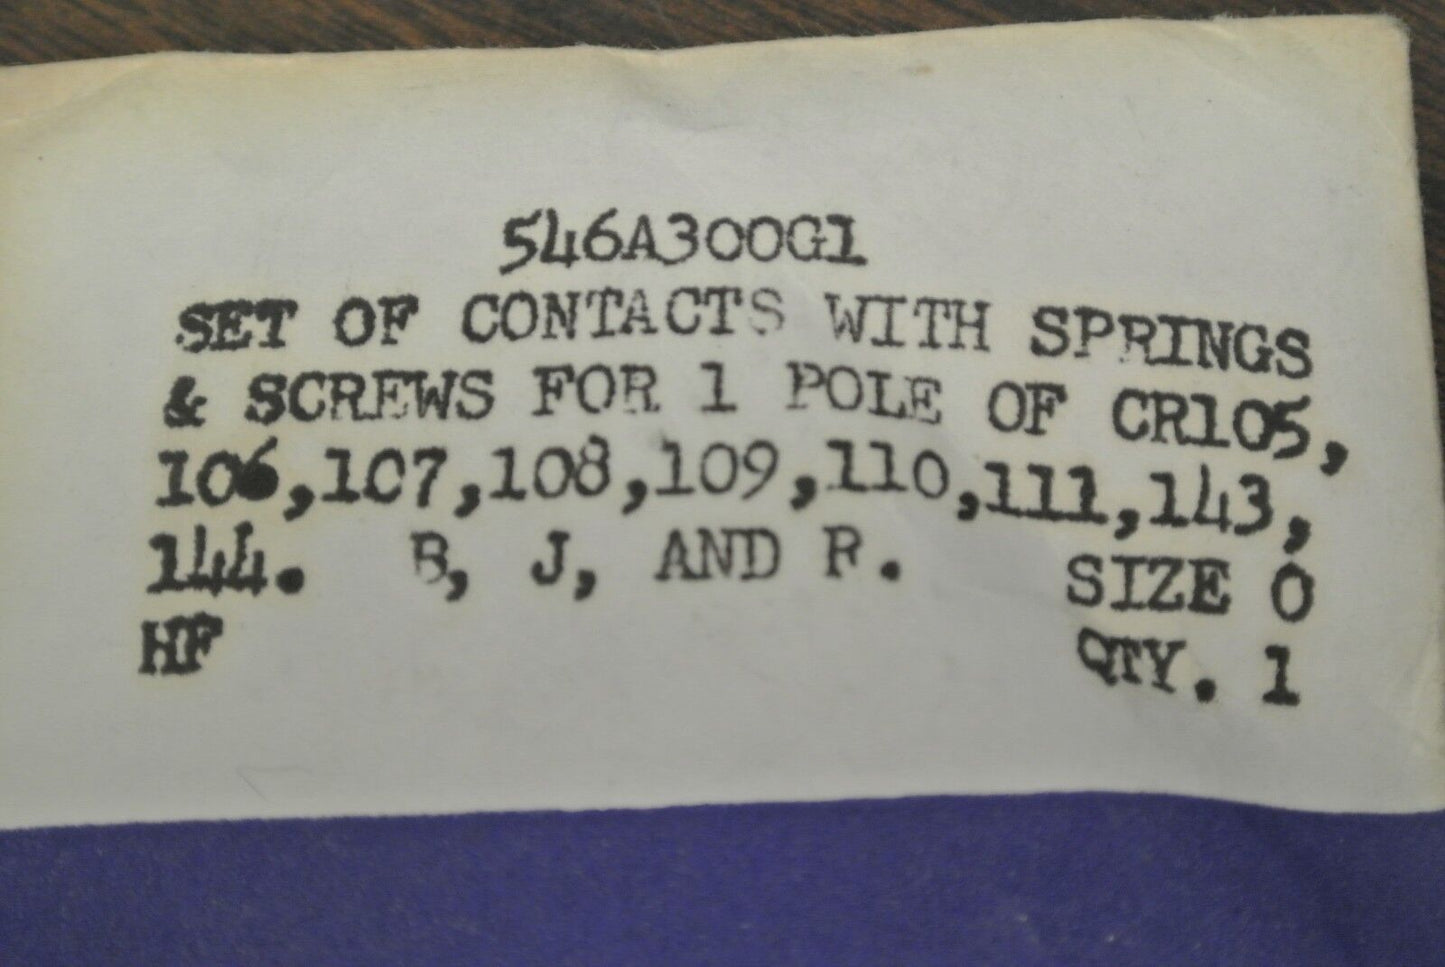 546A300G1
SET OF CONTACTS WITH SPRINGS
& SCREWS FOR 1 POLE OF CR105,
106,107,108,109,110,111,143,
144. B, J, AND F. SIZE 0
HF QTY. 1